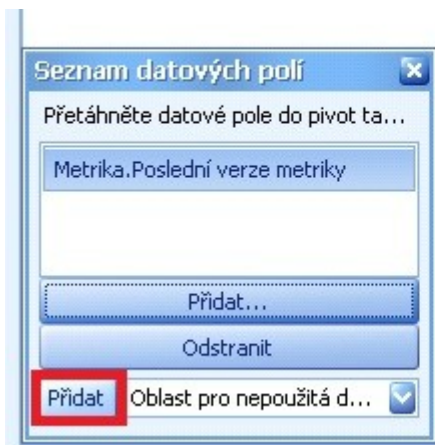 Seznam datových polí
Přetáhněte datové pole do pivot ta...
Metrika.Poslední verze metriky
Přidat...
Odstranit
Přidat Oblast pro nepoužitá d...